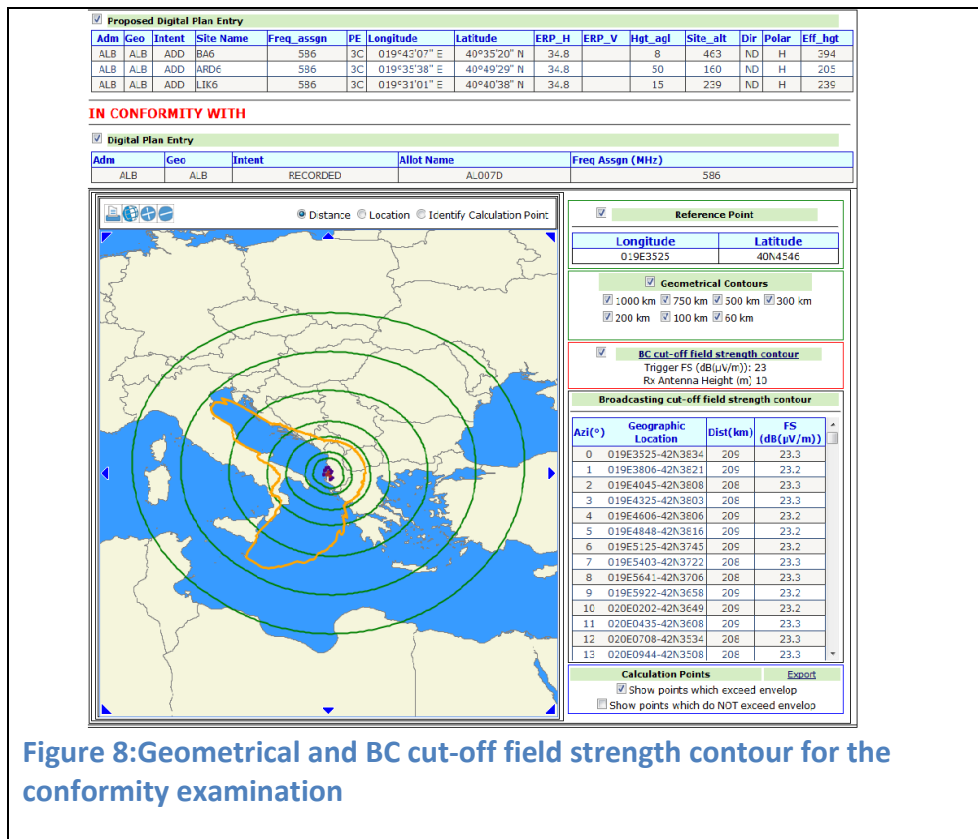 Proposed Digital Plan Entry
Adm Geo Intent Site Name Freq_assgn PE Longitude Latitude ERP_H ERP_V Hgt_agl Site_alt Dir Polar Eff_hgt
ALB ALB ADD BA6 586 3C 019°43'07" E 40°35'20" N 34.8 8 463 ND H 394
ALB ALB ADD ARD6 586 3C 019°35'38" E 40°49'29" N 34.8 50 160 ND H 205
ALB ALB ADD LIK6 586 3C 019°31'01" E 40°40'38" N 34.8 15 239 ND H 239
IN CONFORMITY WITH
Digital Plan Entry
Adm Geo Intent Allot Name Freq Assgn (MHz)
ALB ALB RECORDED AL007D 586
Distance Location Identify Calculation Point
Reference Point
Longitude Latitude
019E3525 40N4546
Geometrical Contours
1000 km 750 km 500 km 300 km
200 km 100 km 60 km
BC cut-off field strength contour
Trigger FS (dB(µV/m)): 23
Rx Antenna Height (m) 10
Broadcasting cut-off field strength contour
Azi(°) Geographic Location Dist(km) FS (dB(µV/m))
0 019E3525-42N3834 209 23.3
1 019E3806-42N3821 209 23.2
2 019E4045-42N3808 209 23.3
3 019E4325-42N3803 208 23.3
4 019E4606-42N3806 209 23.2
5 019E4848-42N3816 209 23.2
6 019E5125-42N3745 209 23.2
7 019E5403-42N3722 208 23.3
8 019E5641-42N3706 208 23.3
9 019E5922-42N3658 209 23.2
10 020E0202-42N3649 209 23.2
11 020E0435-42N3608 209 23.3
12 020E0708-42N3534 208 23.3
13 020E0944-42N3508 208 23.3
Calculation Points Export
Show points which exceed envelop
Show points which do NOT exceed envelop
Figure 8:Geometrical and BC cut-off field strength contour for the
conformity examination